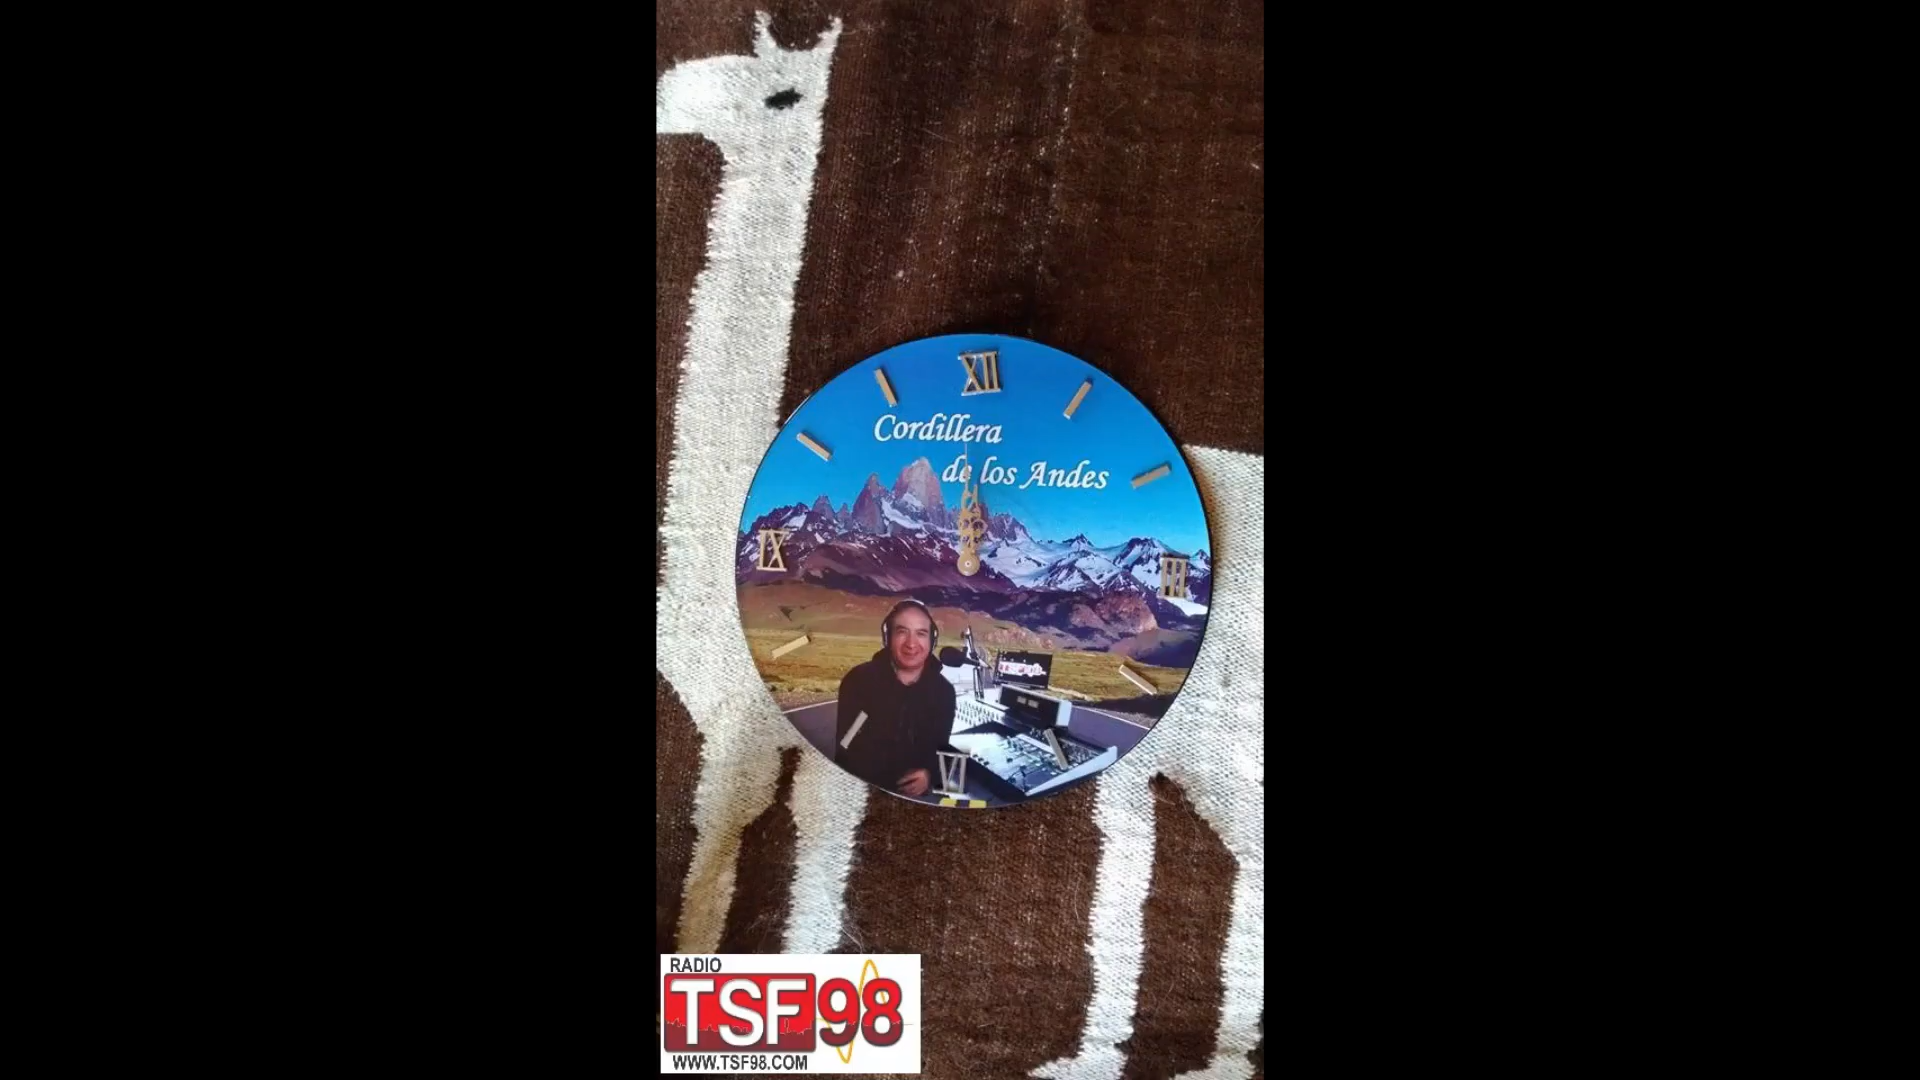 XII
Cordillera
de los Andes
IX
III
VI
RADIO
TSF98
WWW.TSF98.COM